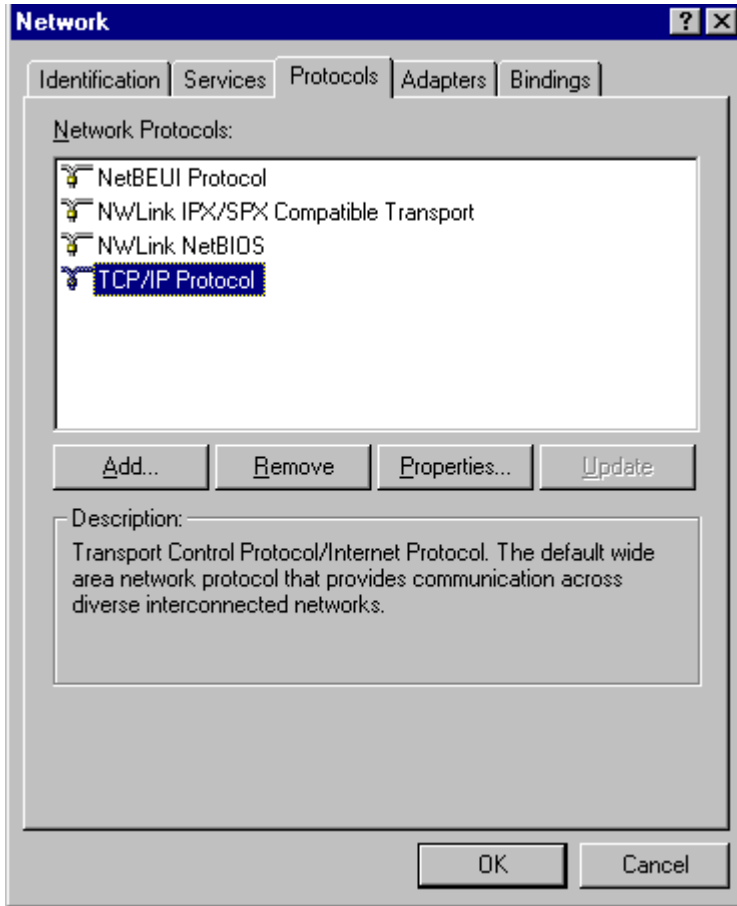 Network
Identification Services Protocols Adapters Bindings
Network Protocols:
NetBEUI Protocol
NWLink IPX/SPX Compatible Transport
NWLink NetBIOS
TCP/IP Protocol
Add... Remove Properties... Update
Description:
Transport Control Protocol/Internet Protocol. The default wide
area network protocol that provides communication across
diverse interconnected networks.
OK Cancel